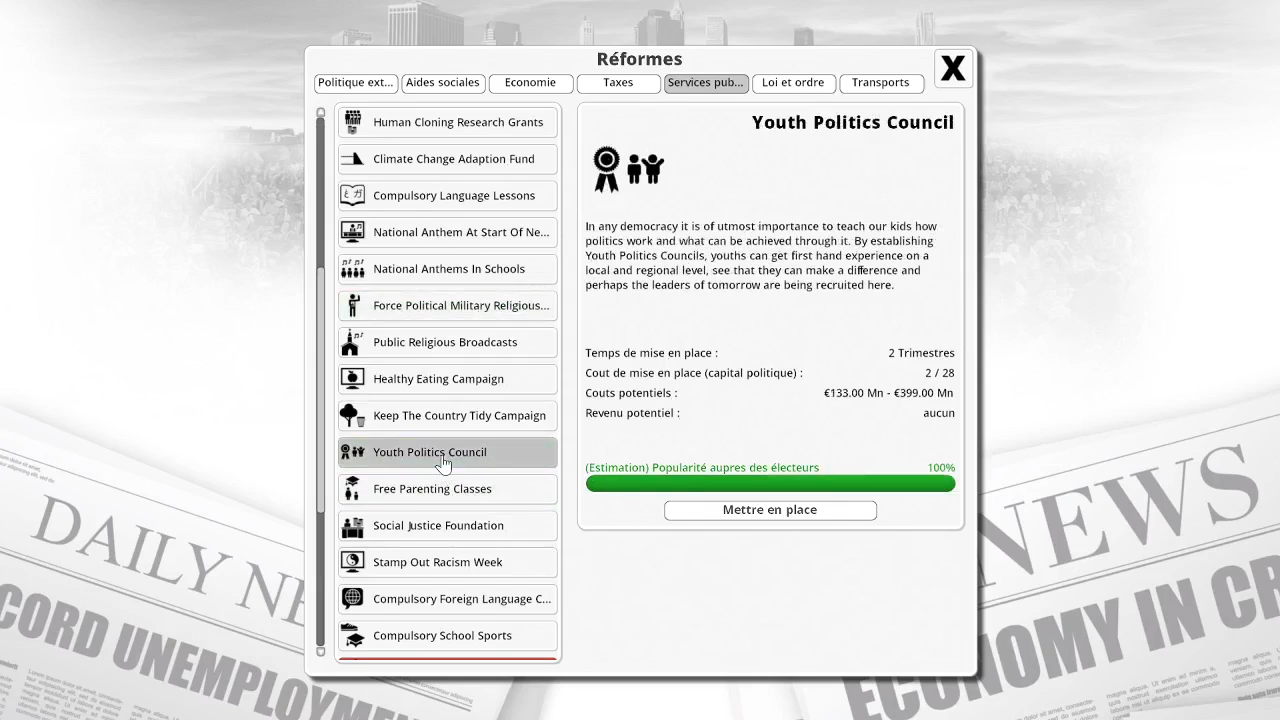 Réformes
X
Politique ext...
Aides sociales
Economie
Taxes
Services pub...
Loi et ordre
Transports
Human Cloning Research Grants
Climate Change Adaption Fund
Compulsory Language Lessons
National Anthem At Start Of Ne...
National Anthems In Schools
Force Political Military Religious...
Public Religious Broadcasts
Healthy Eating Campaign
Keep The Country Tidy Campaign
Youth Politics Council
Free Parenting Classes
Social Justice Foundation
Stamp Out Racism Week
Compulsory Foreign Language C...
Compulsory School Sports
Youth Politics Council
In any democracy it is of utmost importance to teach our kids how
politics work and what can be achieved through it. By establishing
Youth Politics Councils, youths can get first hand experience on a
local and regional level, see that they can make a difference and
perhaps the leaders of tomorrow are being recruited here.
Temps de mise en place : 2 Trimestres
Cout de mise en place (capital politique) : 2 / 28
Couts potentiels : €133.00 Mn - €399.00 Mn
Revenu potentiel : aucun
(Estimation) Popularité aupres des électeurs 100%
Mettre en place
DAILY NE
CORD UNEMPLOYM
NEWS
ECONOMY IN CR